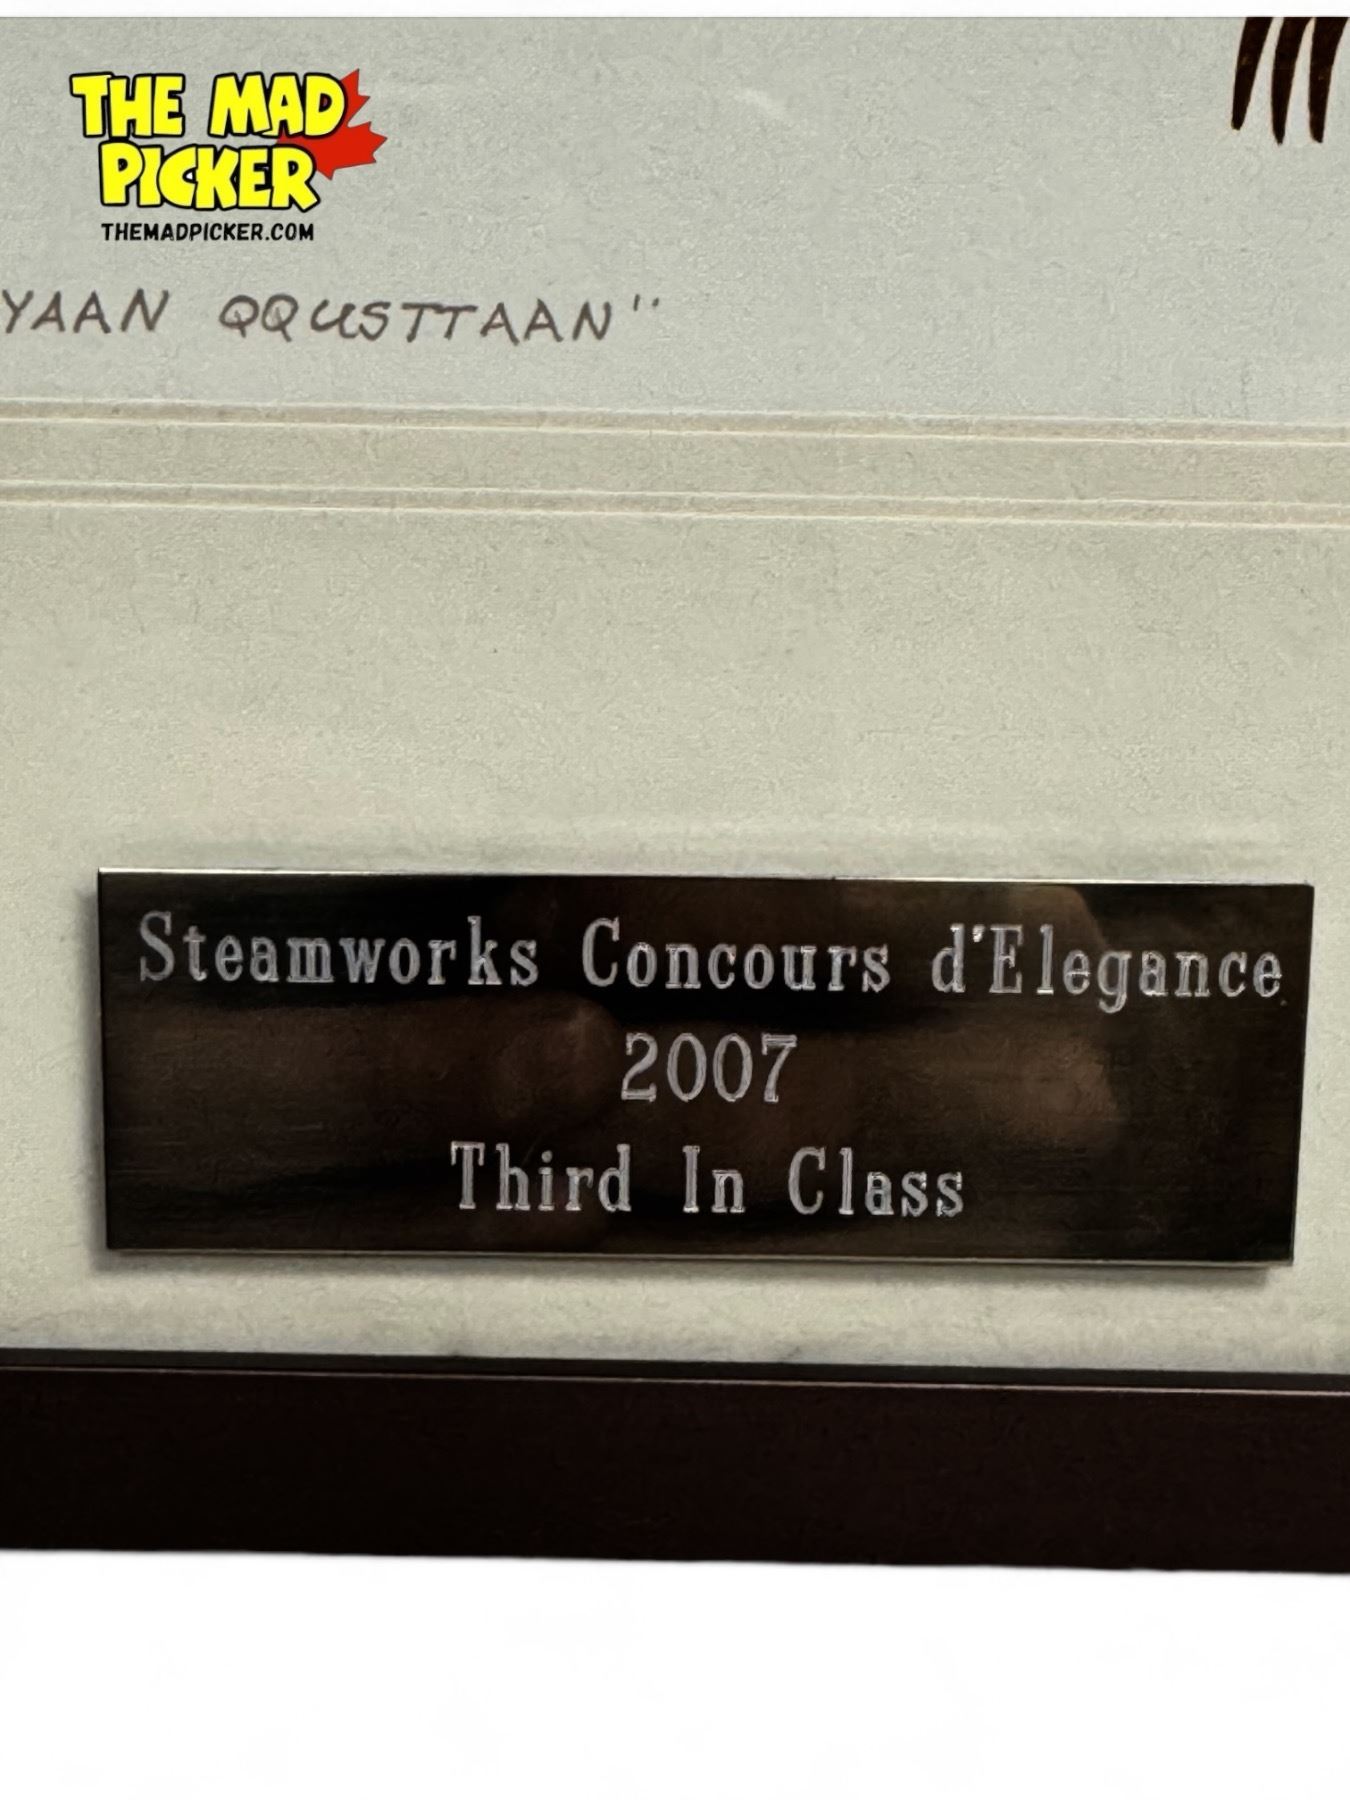 THE MAD
PICKER
THEMADPICKER.COM
YAAN QQUSTTAAN"
Steamworks Concours d'Elegance
2007
Third In Class